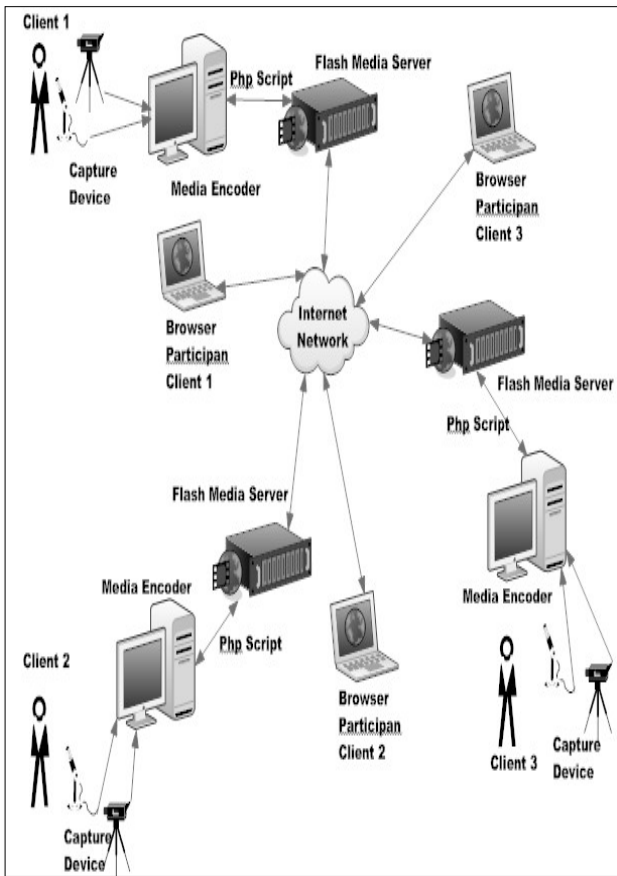 Client 1
Php Script
Flash Media Server
Capture
Device
Media Encoder
Browser
Participan
Client 3
Browser
Participan
Client 1
Internet
Network
Flash Media Server
Php Script
Flash Media Server
Media Encoder
Php Script
Media Encoder
Client 2
Browser
Participan
Client 2
Client 3
Capture
Device
Capture
Device